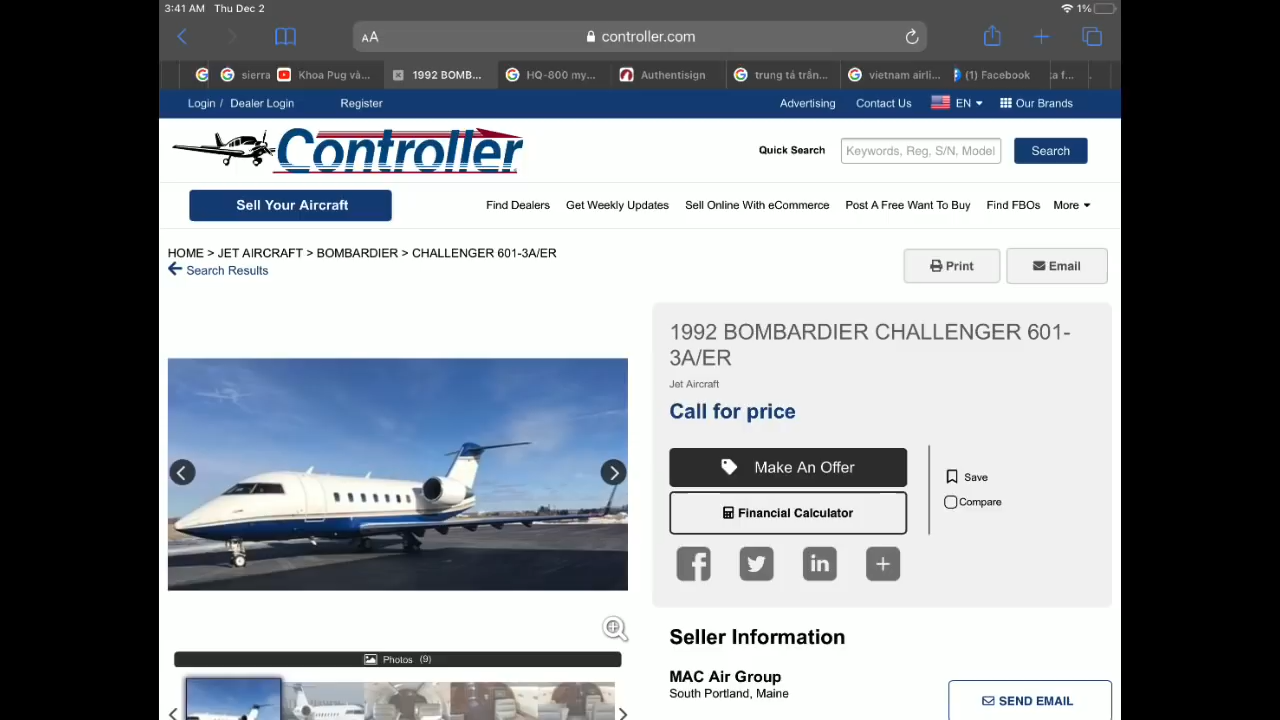 3:41 AM Thu Dec 2
1%
AA controller.com
sierra
Khoa Pug và...
1992 BOMB...
HQ-800 my...
Authentisign
trung tá trần...
vietnam airli...
(1) Facebook
Login / Dealer Login Register Advertising Contact Us EN Our Brands
Controller
Quick Search Keywords, Reg, S/N, Model Search
Sell Your Aircraft Find Dealers Get Weekly Updates Sell Online With eCommerce Post A Free Want To Buy Find FBOs More
HOME > JET AIRCRAFT > BOMBARDIER > CHALLENGER 601-3A/ER
Search Results
Print Email
1992 BOMBARDIER CHALLENGER 601-
3A/ER
Jet Aircraft
Call for price
Make An Offer
Save
Financial Calculator
Compare
Photos (9)
Seller Information
MAC Air Group
South Portland, Maine
SEND EMAIL